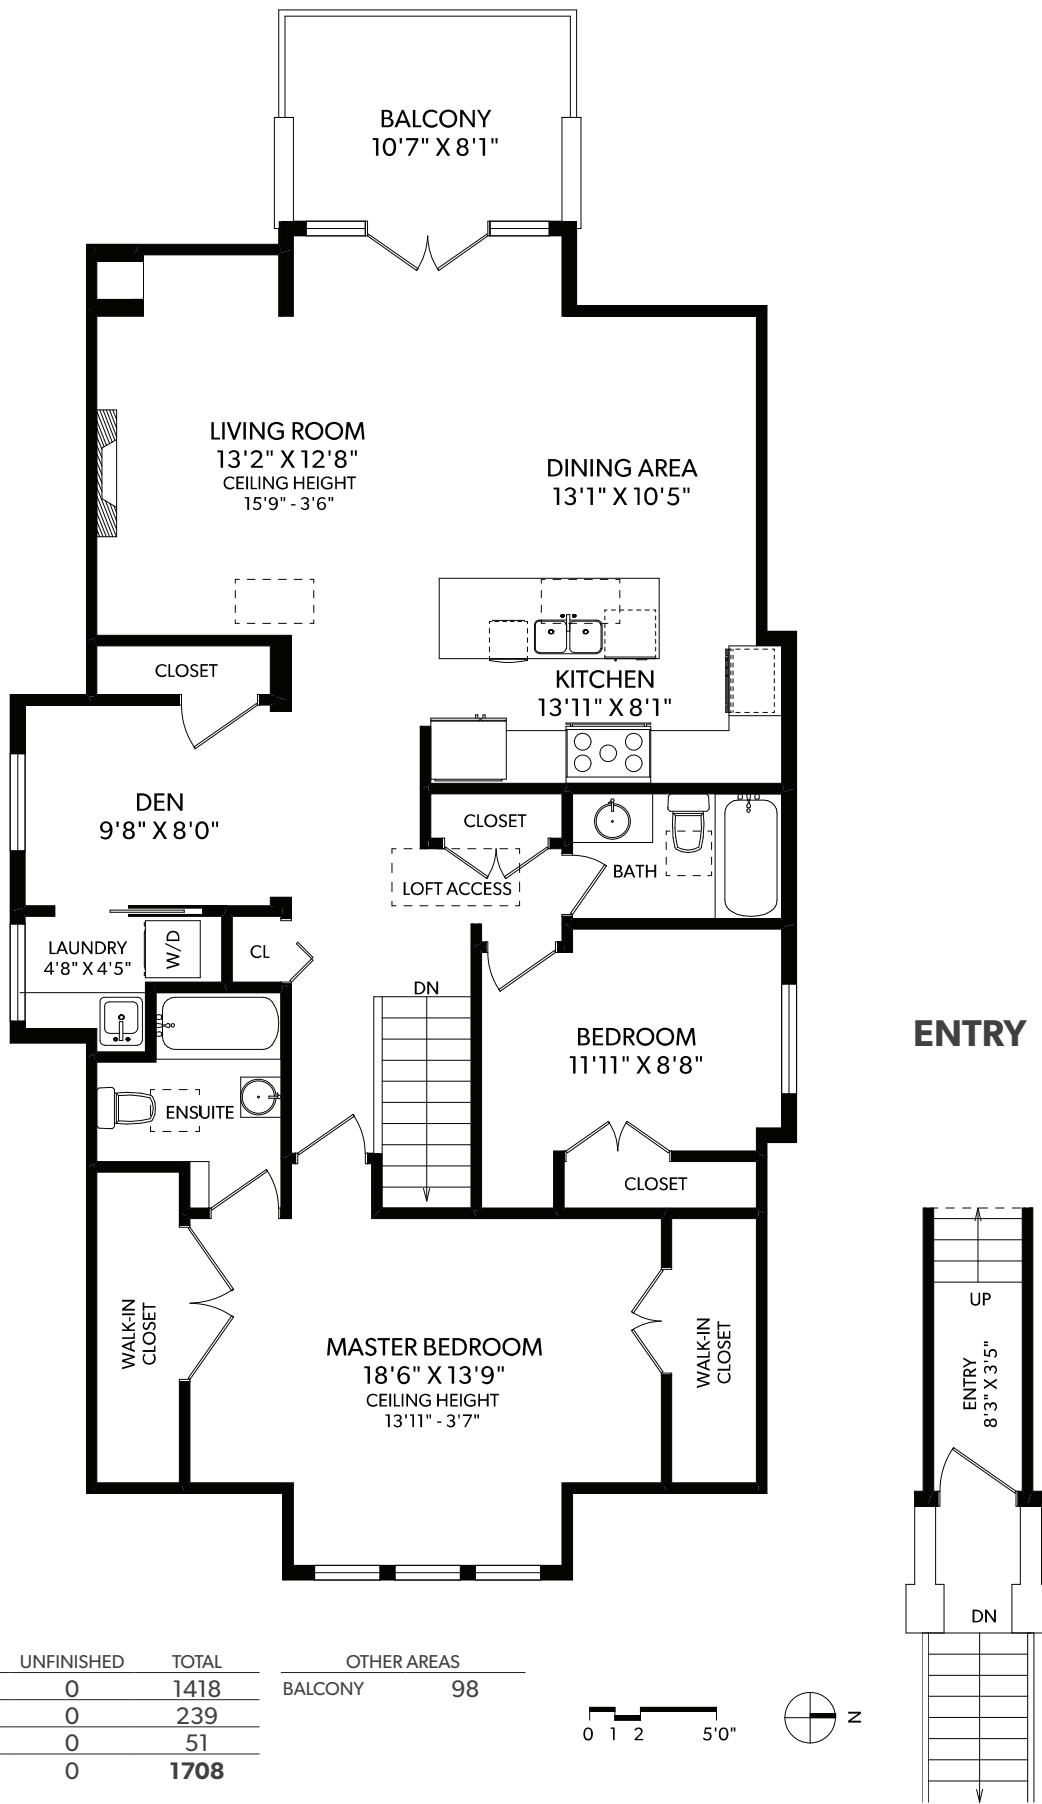 BALCONY
10'7" X 8'1"
LIVING ROOM
13'2" X 12'8"
CEILING HEIGHT
15'9" - 3'6"
DINING AREA
13'1" X 10'5"
CLOSET
KITCHEN
13'11" X 8'1"
DEN
9'8" X 8'0"
CLOSET
BATH
LOFT ACCESS
LAUNDRY
4'8" X 4'5"
W/D
CL
DN
BEDROOM
11'11" X 8'8"
ENTRY
ENSUITE
CLOSET
WALK-IN
CLOSET
MASTER BEDROOM
18'6" X 13'9"
CEILING HEIGHT
13'11" - 3'7"
WALK-IN
CLOSET
UP
ENTRY
8'3" X 3'5"
DN
UNFINISHED TOTAL
0 1418
0 239
0 51
0 1708
OTHER AREAS
BALCONY 98
0 1 2 5'0"
N